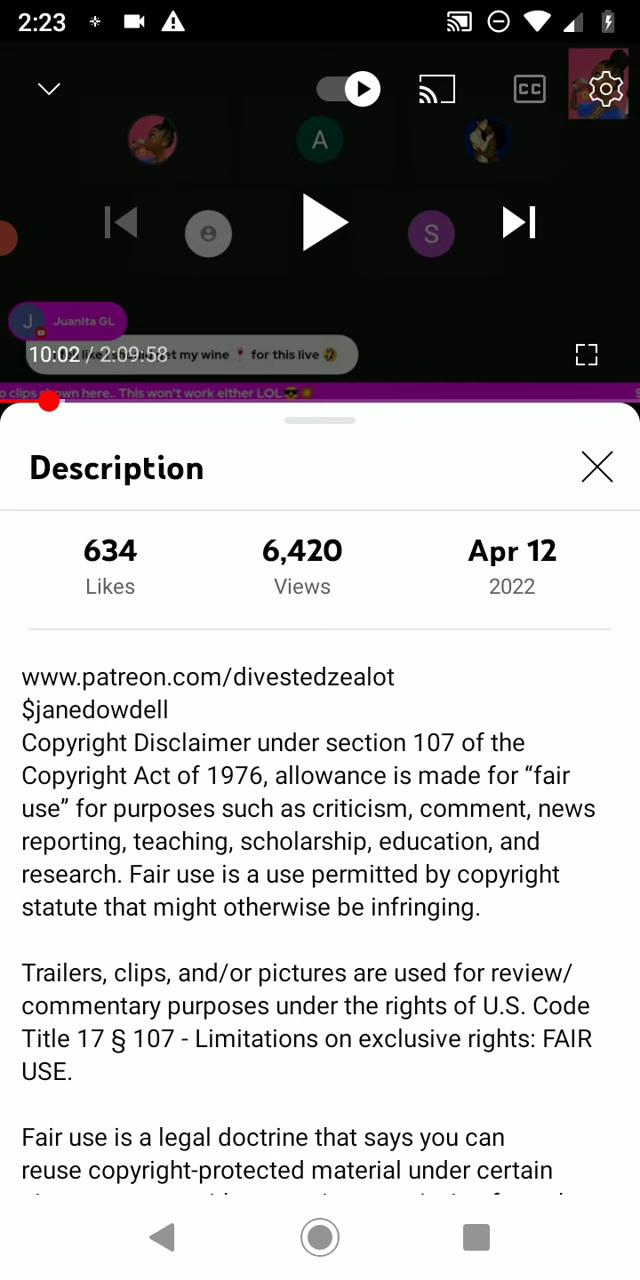 2:23
CC
A
S
J Juanita GL
10:02 / 2:09:58
et my wine 🍷 for this live 🤣
o clips shown here.. This won't work either LOL 😎
Description
634 6,420 Apr 12
Likes Views 2022
www.patreon.com/divestedzealot
$janedowdell
Copyright Disclaimer under section 107 of the
Copyright Act of 1976, allowance is made for “fair
use” for purposes such as criticism, comment, news
reporting, teaching, scholarship, education, and
research. Fair use is a use permitted by copyright
statute that might otherwise be infringing.
Trailers, clips, and/or pictures are used for review/
commentary purposes under the rights of U.S. Code
Title 17 § 107 - Limitations on exclusive rights: FAIR
USE.
Fair use is a legal doctrine that says you can
reuse copyright-protected material under certain